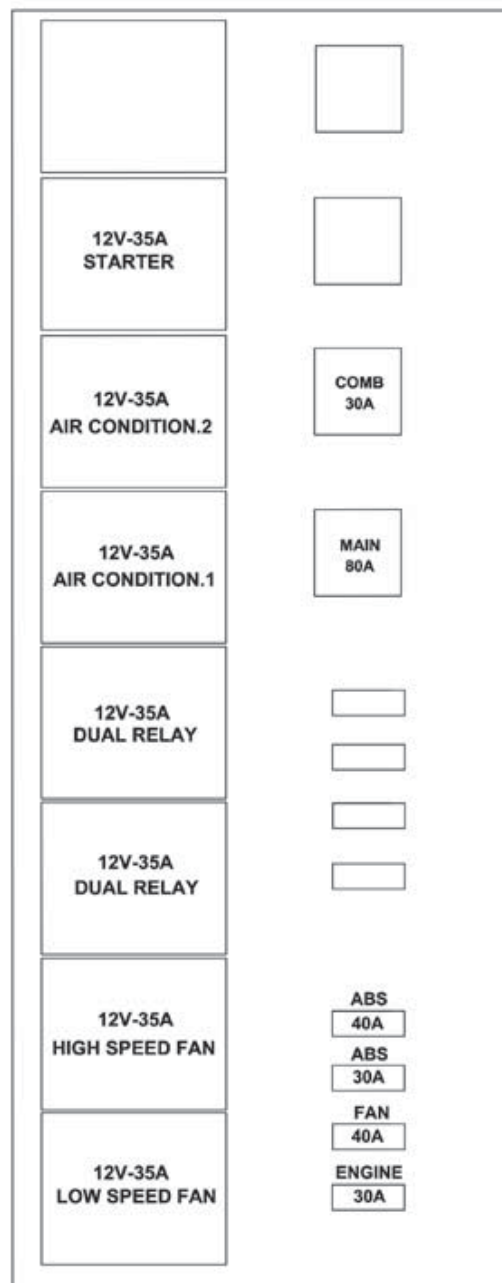 12V-35A
STARTER
12V-35A
AIR CONDITION.2
COMB
30A
12V-35A
AIR CONDITION.1
MAIN
80A
12V-35A
DUAL RELAY
12V-35A
DUAL RELAY
12V-35A
HIGH SPEED FAN
ABS
40A
ABS
30A
12V-35A
LOW SPEED FAN
FAN
40A
ENGINE
30A